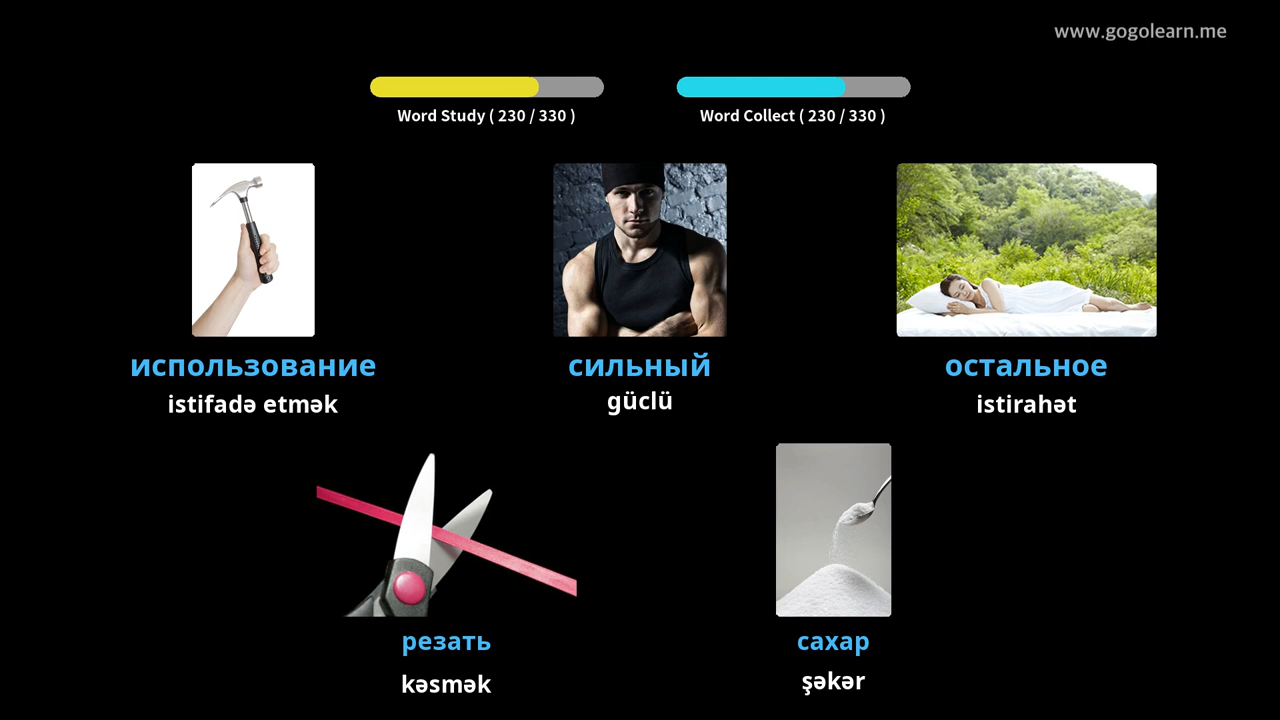 www.gogolearn.me
Word Study ( 230 / 330 )
Word Collect ( 230 / 330 )
использование
istifadə etmək
сильный
güclü
остальное
istirahət
резать
kəsmək
сахар
şəkər